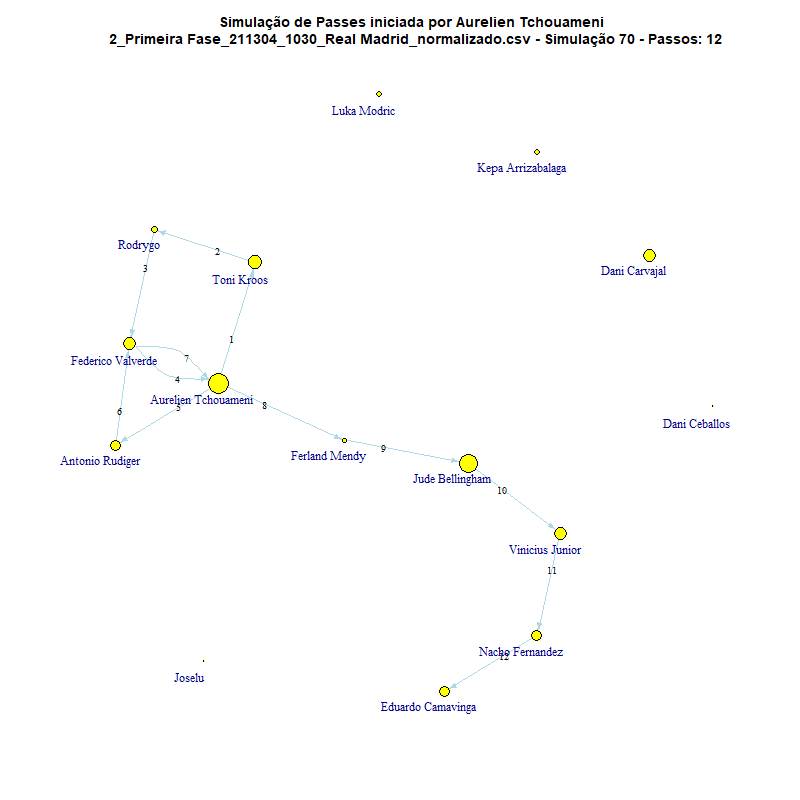 Simulação de Passes iniciada por Aurelien Tchouameni
2_Primeira Fase_211304_1030_Real Madrid_normalizado.csv - Simulação 70 - Passos: 12
Luka Modric
Kepa Arrizabalaga
Rodrygo
2
Toni Kroos
3
Dani Carvajal
1
Federico Valverde
7
4
Aurelien Tchouameni
8
5
6
Dani Ceballos
Antonio Rudiger
Ferland Mendy
9
Jude Bellingham
10
Vinicius Junior
11
Nacho Fernandez
12
Joselu
Eduardo Camavinga